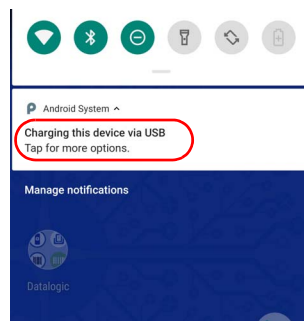 Android System
Charging this device via USB
Tap for more options.
Manage notifications
Datalogic